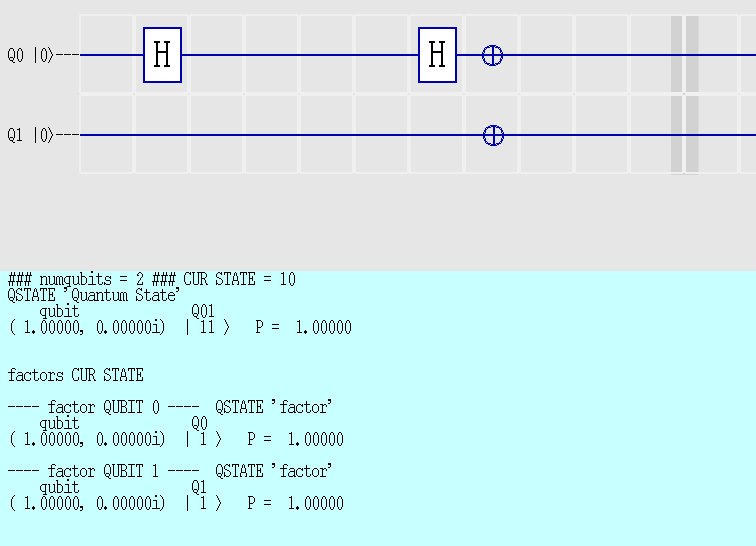 Q0 |0⟩--- H H
Q1 |0⟩---
### numqubits = 2 ### CUR STATE = 10
QSTATE 'Quantum State'
qubit Q01
( 1.00000, 0.00000i) | 11 ⟩ P = 1.00000
factors CUR STATE
---- factor QUBIT 0 ---- QSTATE 'factor'
qubit Q0
( 1.00000, 0.00000i) | 1 ⟩ P = 1.00000
---- factor QUBIT 1 ---- QSTATE 'factor'
qubit Q1
( 1.00000, 0.00000i) | 1 ⟩ P = 1.00000